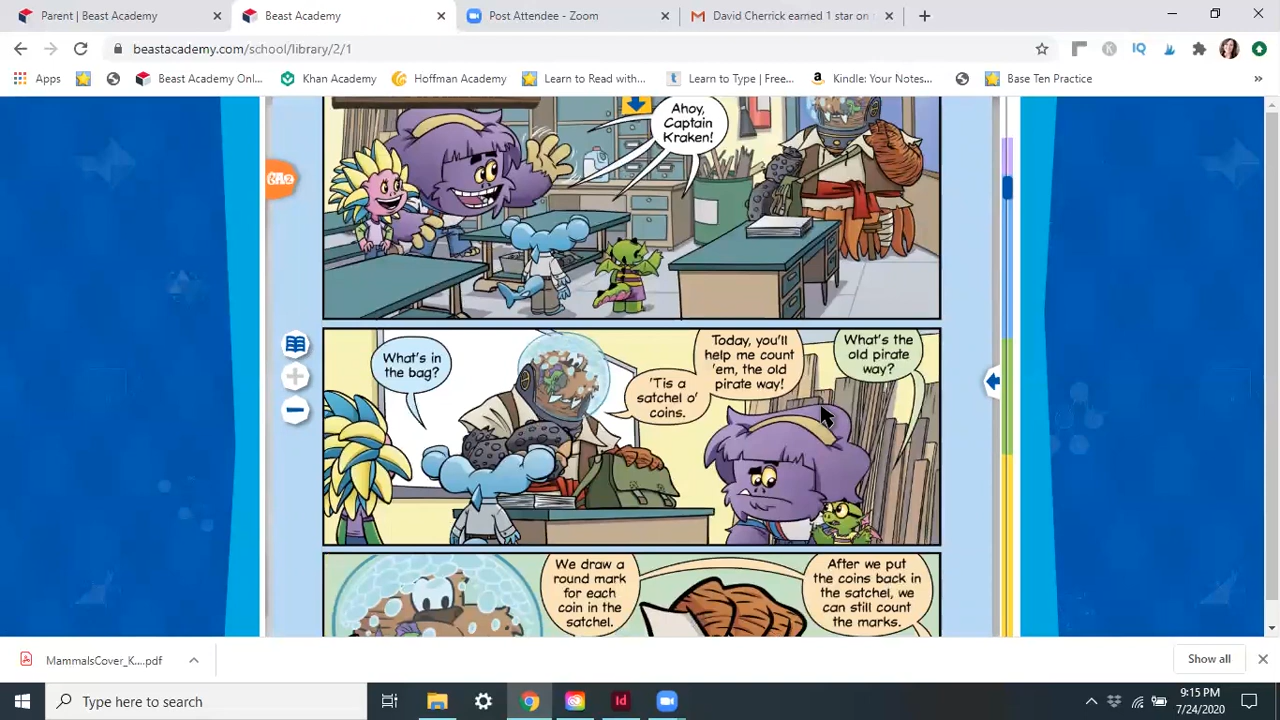 Parent | Beast Academy
Beast Academy
Post Attendee - Zoom
David Cherrick earned 1 star on
beastacademy.com/school/library/2/1
Apps
Beast Academy Onl...
Khan Academy
Hoffman Academy
Learn to Read with...
Learn to Type | Free...
Kindle: Your Notes...
Base Ten Practice
»
Ahoy,
Captain
Kraken!
BA2
What's in
the bag?
'Tis a
satchel o'
coins.
Today, you'll
help me count
'em, the old
pirate way!
What's the
old pirate
way?
We draw a
round mark
for each
coin in the
satchel.
After we put
the coins back in
the satchel, we
can still count
the marks.
MammalsCover_K....pdf
Show all
Type here to search
9:15 PM
7/24/2020